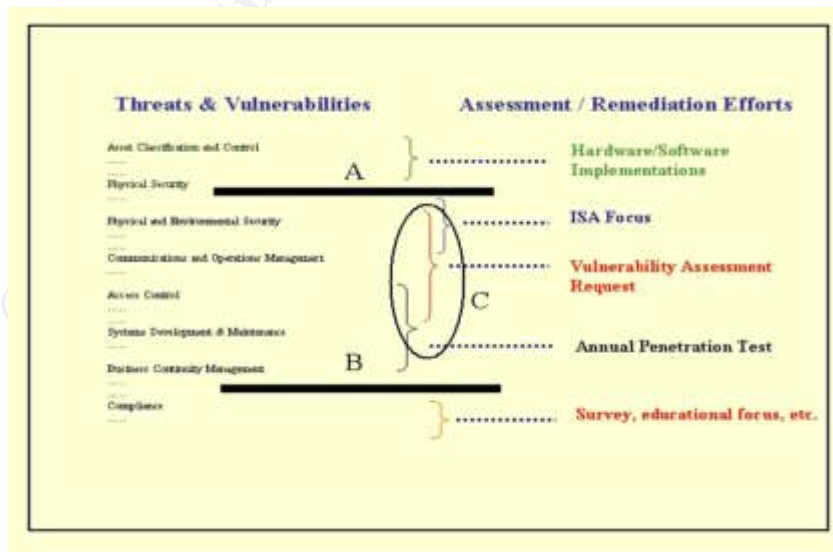 Threats & Vulnerabilities
Assessment / Remediation Efforts
Asset Classification and Control
.....
.....
Physical Security
.....
Physical and Environmental Security
.....
.....
Communications and Operations Management
.....
.....
Access Control
.....
.....
Systems Development & Maintenance
.....
Business Continuity Management
.....
.....
Compliance
.....
A
B
C
Hardware/Software
Implementations
ISA Focus
Vulnerability Assessment
Request
Annual Penetration Test
Survey, educational focus, etc.